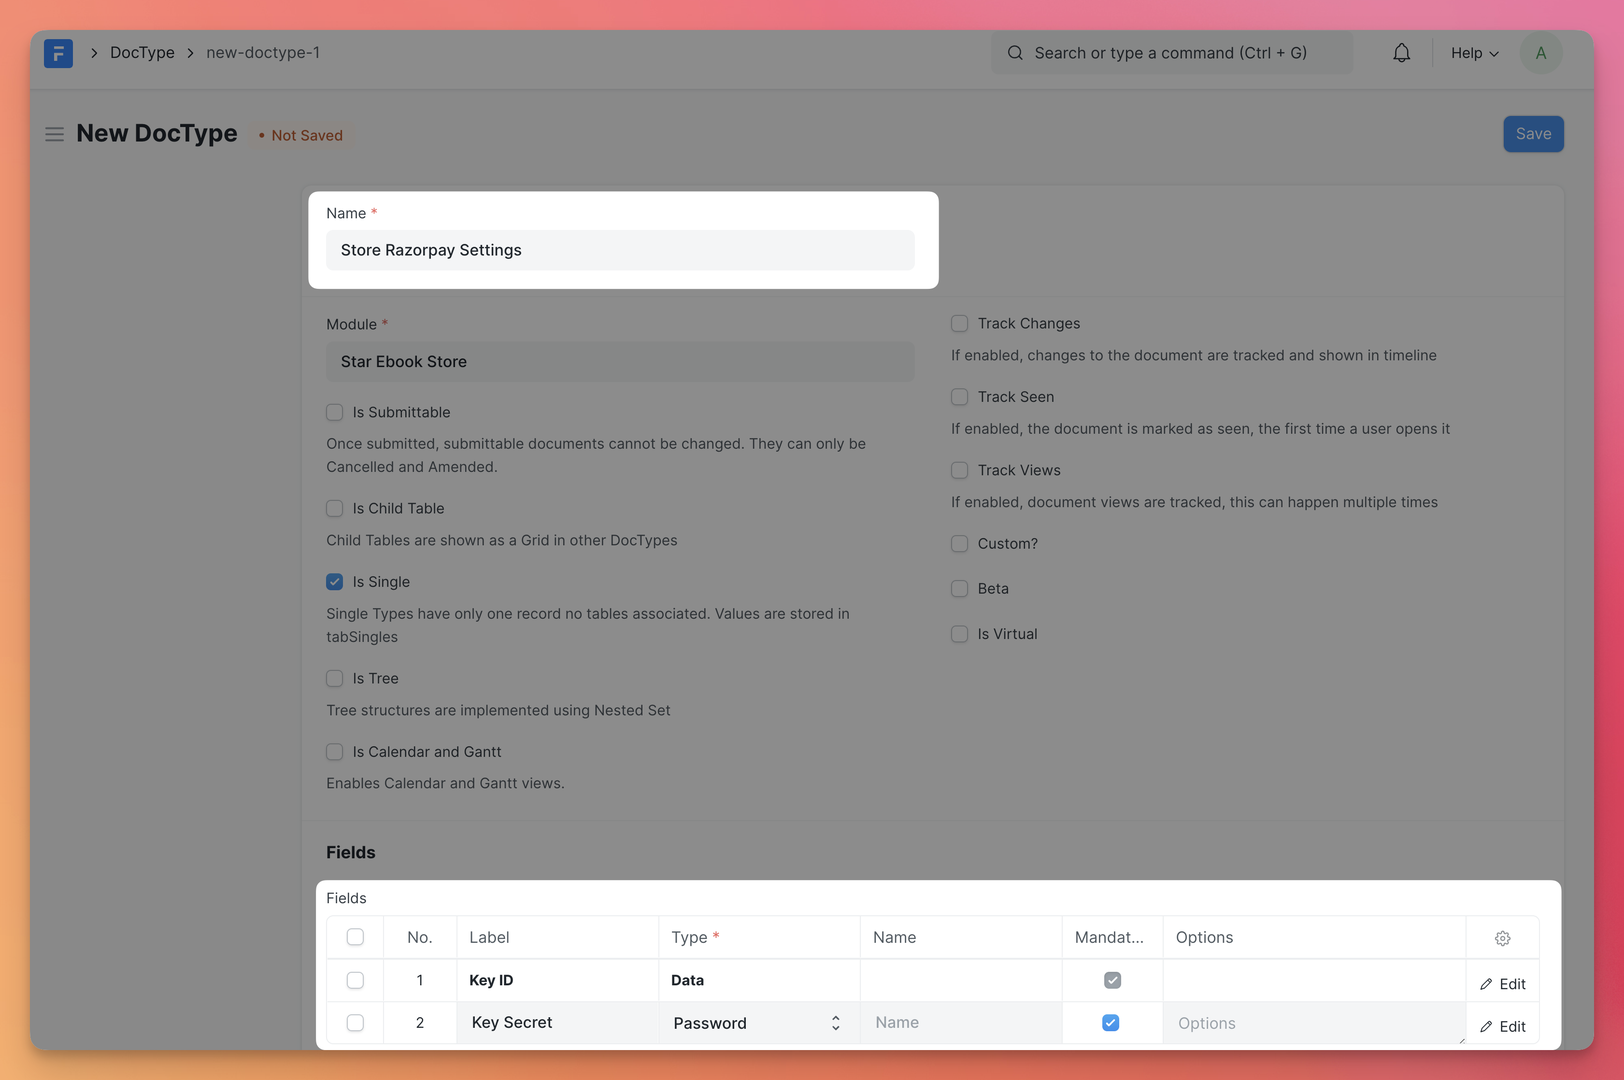 F > DocType > new-doctype-1 Search or type a command (Ctrl + G) Help A
New DocType • Not Saved Save
Name *
Store Razorpay Settings
Module *
Star Ebook Store
Is Submittable
Once submitted, submittable documents cannot be changed. They can only be
Cancelled and Amended.
Is Child Table
Child Tables are shown as a Grid in other DocTypes
Is Single
Single Types have only one record no tables associated. Values are stored in
tabSingles
Is Tree
Tree structures are implemented using Nested Set
Is Calendar and Gantt
Enables Calendar and Gantt views.
Track Changes
If enabled, changes to the document are tracked and shown in timeline
Track Seen
If enabled, the document is marked as seen, the first time a user opens it
Track Views
If enabled, document views are tracked, this can happen multiple times
Custom?
Beta
Is Virtual
Fields
Fields
No. Label Type * Name Mandat... Options
1 Key ID Data Edit
2 Key Secret Password Name Options Edit